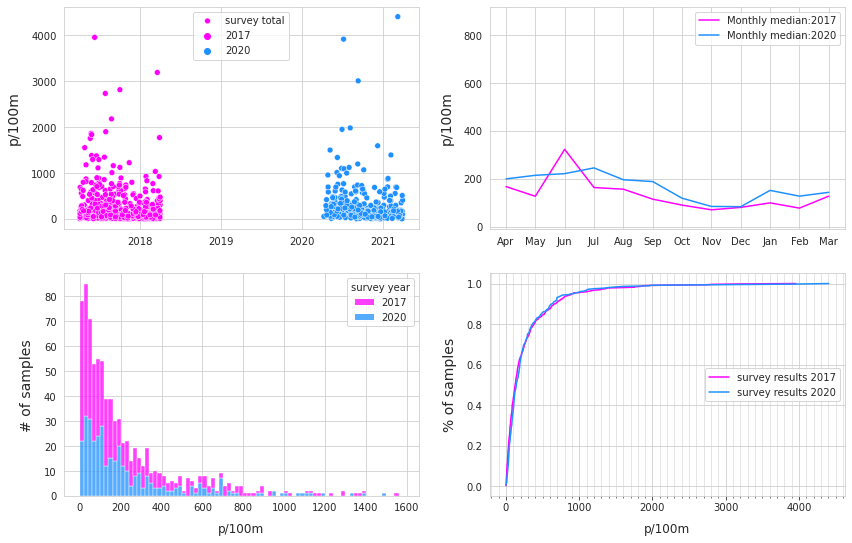 survey total
2017
2020
p/100m
4000
3000
2000
1000
0
2018 2019 2020 2021
Monthly median:2017
Monthly median:2020
p/100m
800
600
400
200
0
Apr May Jun Jul Aug Sep Oct Nov Dec Jan Feb Mar
survey year
2017
2020
# of samples
80
70
60
50
40
30
20
10
0
0 200 400 600 800 1000 1200 1400 1600
p/100m
survey results 2017
survey results 2020
% of samples
1.0
0.8
0.6
0.4
0.2
0.0
0 1000 2000 3000 4000
p/100m